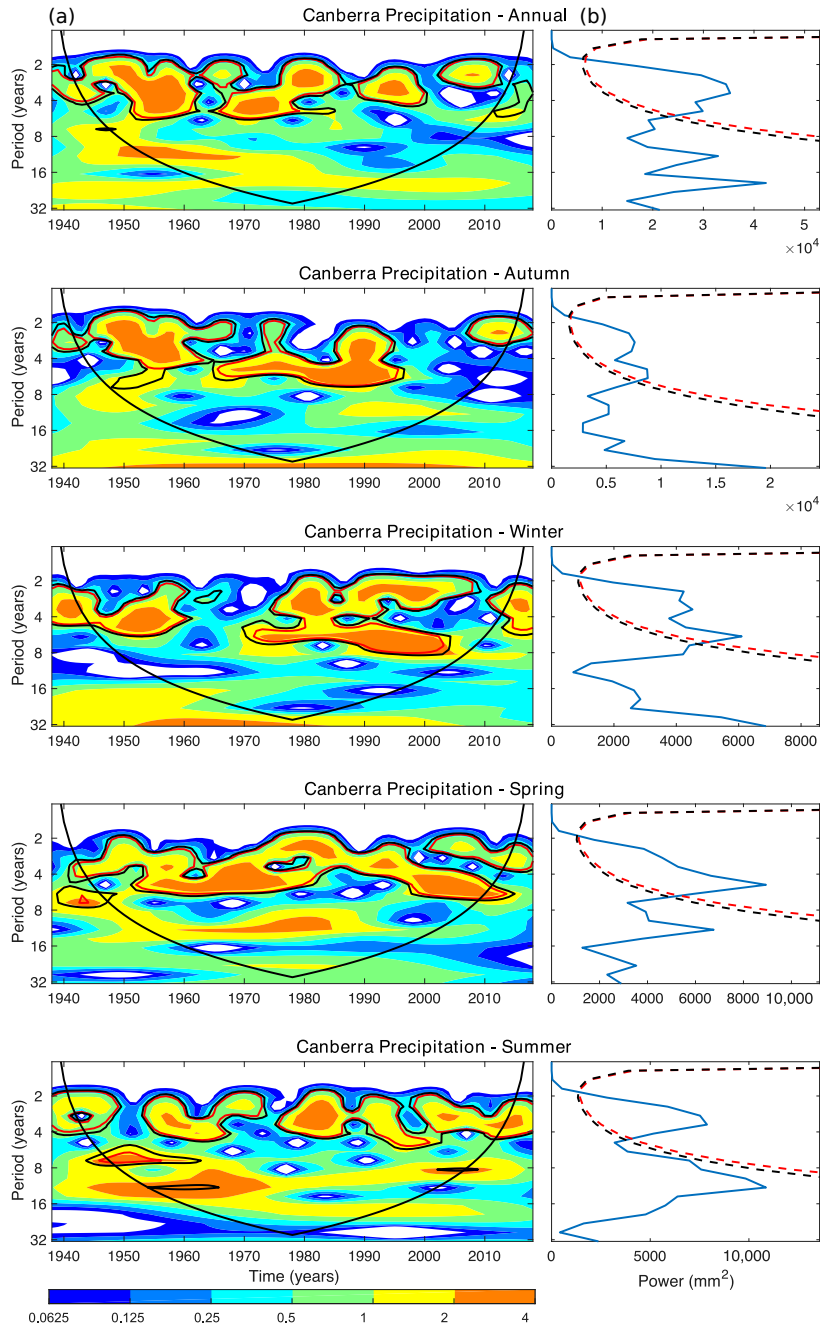 (a)
Canberra Precipitation - Annual
(b)
Period (years)
2
4
8
16
32
1940 1950 1960 1970 1980 1990 2000 2010
0 1 2 3 4 5
×10⁴
Canberra Precipitation - Autumn
Period (years)
2
4
8
16
32
1940 1950 1960 1970 1980 1990 2000 2010
0 0.5 1 1.5 2
×10⁴
Canberra Precipitation - Winter
Period (years)
2
4
8
16
32
1940 1950 1960 1970 1980 1990 2000 2010
0 2000 4000 6000 8000
Canberra Precipitation - Spring
Period (years)
2
4
8
16
32
1940 1950 1960 1970 1980 1990 2000 2010
0 2000 4000 6000 8000 10,000
Canberra Precipitation - Summer
Period (years)
2
4
8
16
32
1940 1950 1960 1970 1980 1990 2000 2010
0 5000 10,000
Time (years)
Power (mm²)
0.0625 0.125 0.25 0.5 1 2 4